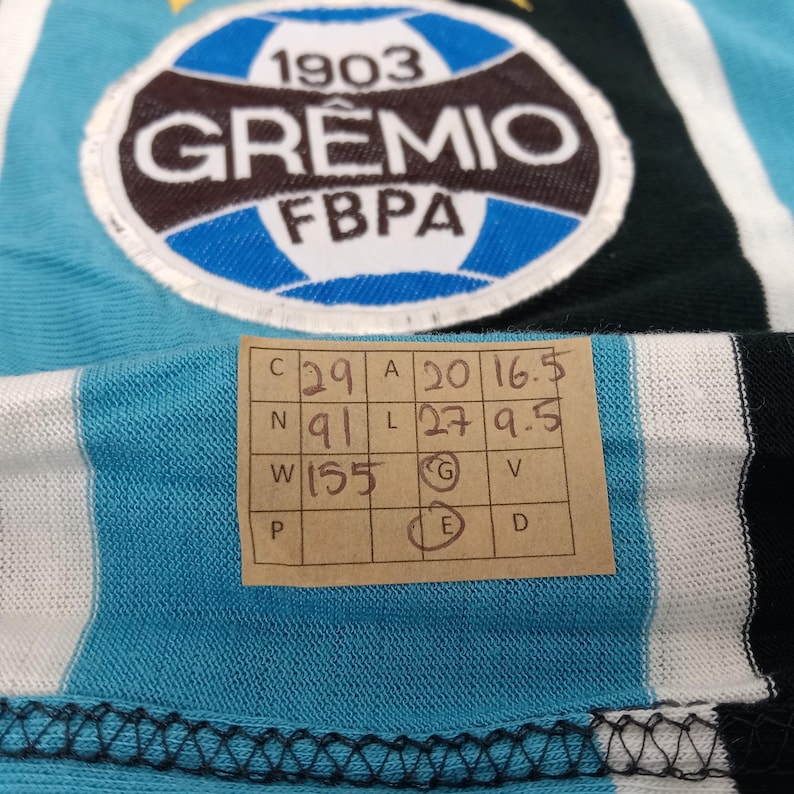 1903
GRÊMIO
FBPA
C 29 A 20 16.5
N 91 L 27 9.5
W 155 G V
P E D